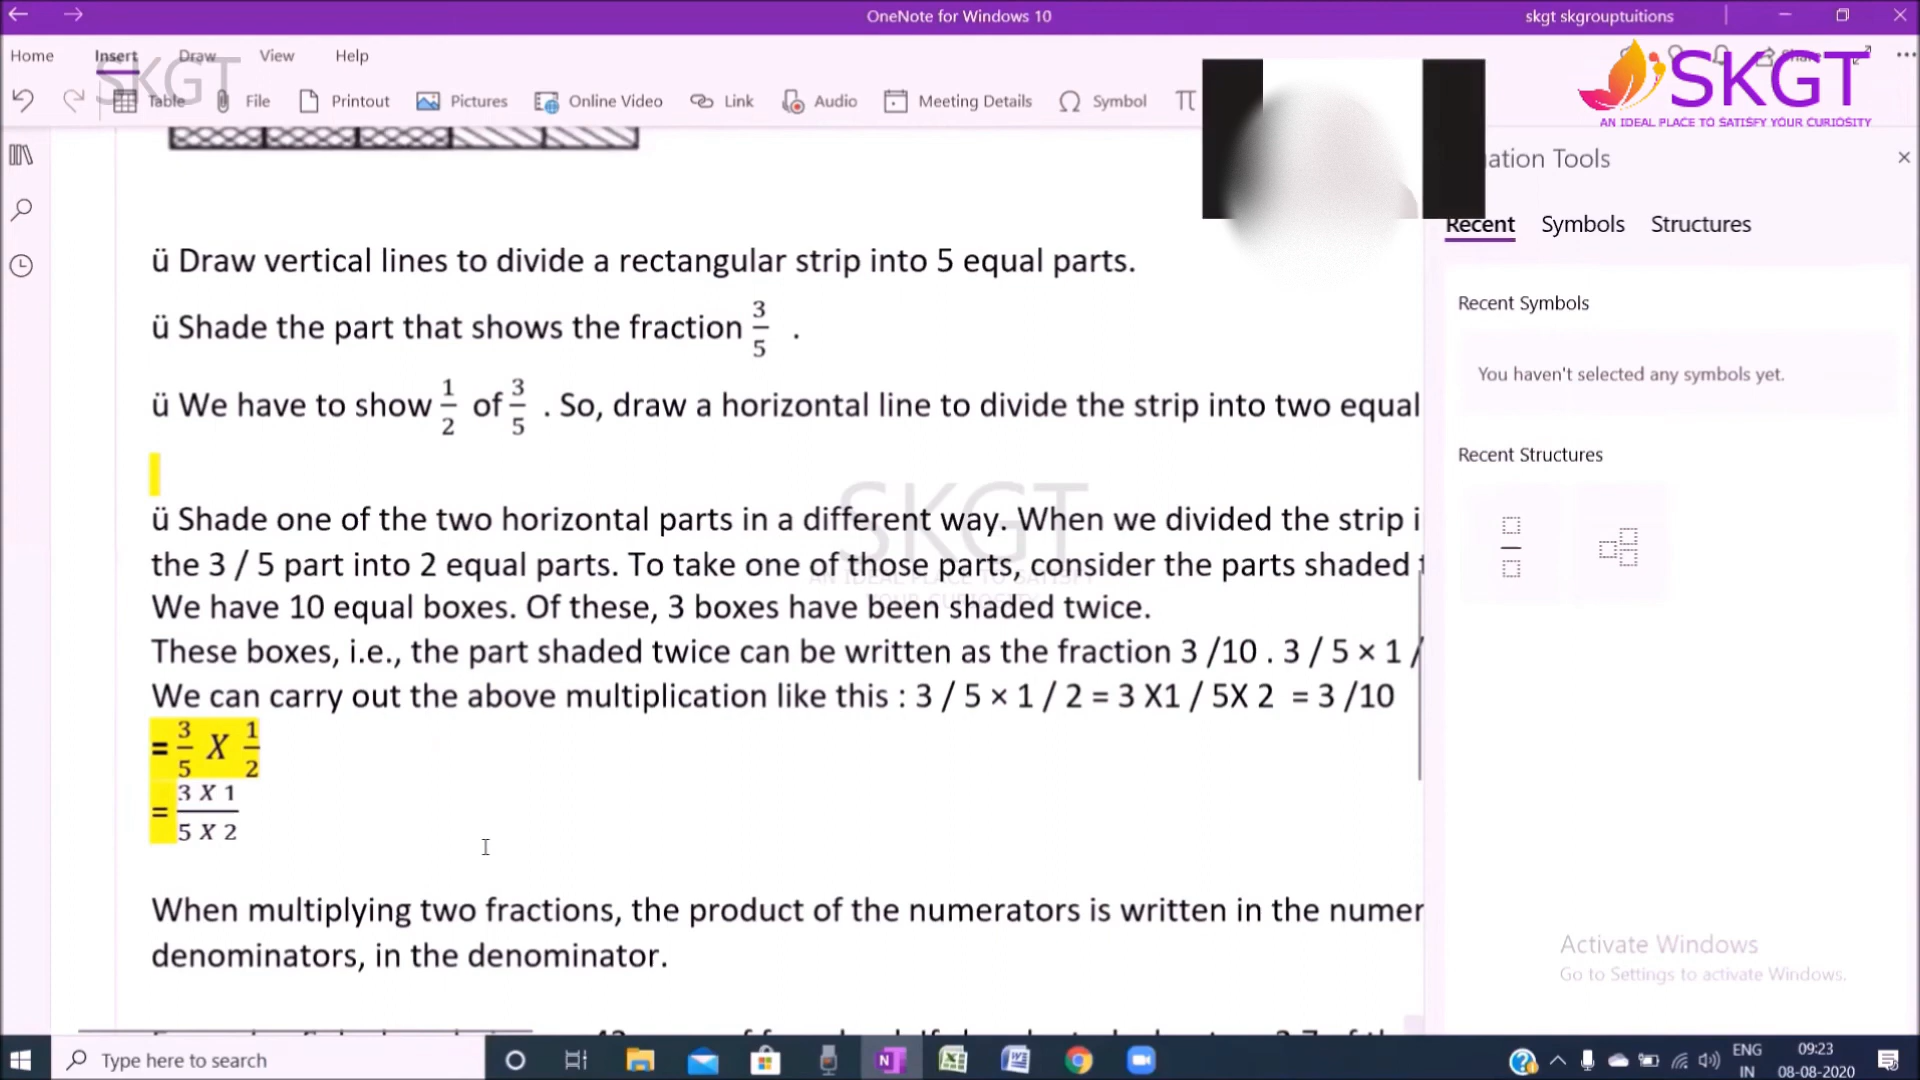 OneNote for Windows 10
skgt skgrouptuitions
Home Insert Draw View Help
SKGT
Table File Printout Pictures Online Video Link Audio Meeting Details Symbol
SKGT
AN IDEAL PLACE TO SATISFY YOUR CURIOSITY
ation Tools
Recent Symbols Structures
Recent Symbols
You haven't selected any symbols yet.
Recent Structures
ü Draw vertical lines to divide a rectangular strip into 5 equal parts.
ü Shade the part that shows the fraction 3/5 .
ü We have to show 1/2 of 3/5 . So, draw a horizontal line to divide the strip into two equal
ü Shade one of the two horizontal parts in a different way. When we divided the strip i
the 3 / 5 part into 2 equal parts. To take one of those parts, consider the parts shaded
We have 10 equal boxes. Of these, 3 boxes have been shaded twice.
These boxes, i.e., the part shaded twice can be written as the fraction 3 /10 . 3 / 5 × 1 /
We can carry out the above multiplication like this : 3 / 5 × 1 / 2 = 3 X1 / 5X 2 = 3 /10
= 3/5 X 1/2
= 3 X 1 / 5 X 2
When multiplying two fractions, the product of the numerators is written in the numer
denominators, in the denominator.
SKGT
AN IDEAL PLACE TO SATISFY
YOUR CURIOSITY
Activate Windows
Go to Settings to activate Windows.
Type here to search
ENG
IN
09:23
08-08-2020